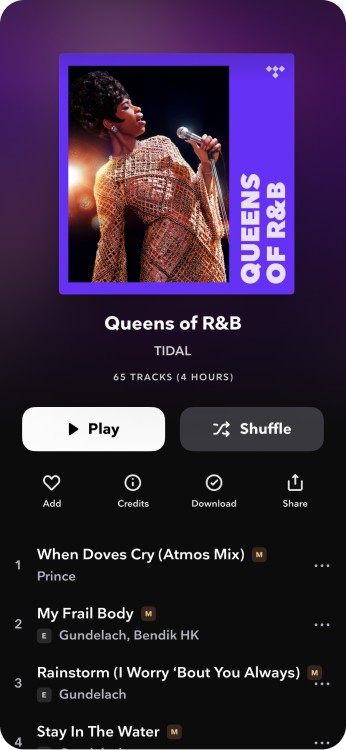 QUEENS
OF R&B
Queens of R&B
TIDAL
65 TRACKS (4 HOURS)
Play
Shuffle
Add
Credits
Download
Share
1
When Doves Cry (Atmos Mix) M
Prince
2
My Frail Body M
E Gundelach, Bendik HK
3
Rainstorm (I Worry ‘Bout You Always) M
E Gundelach
4
Stay In The Water M